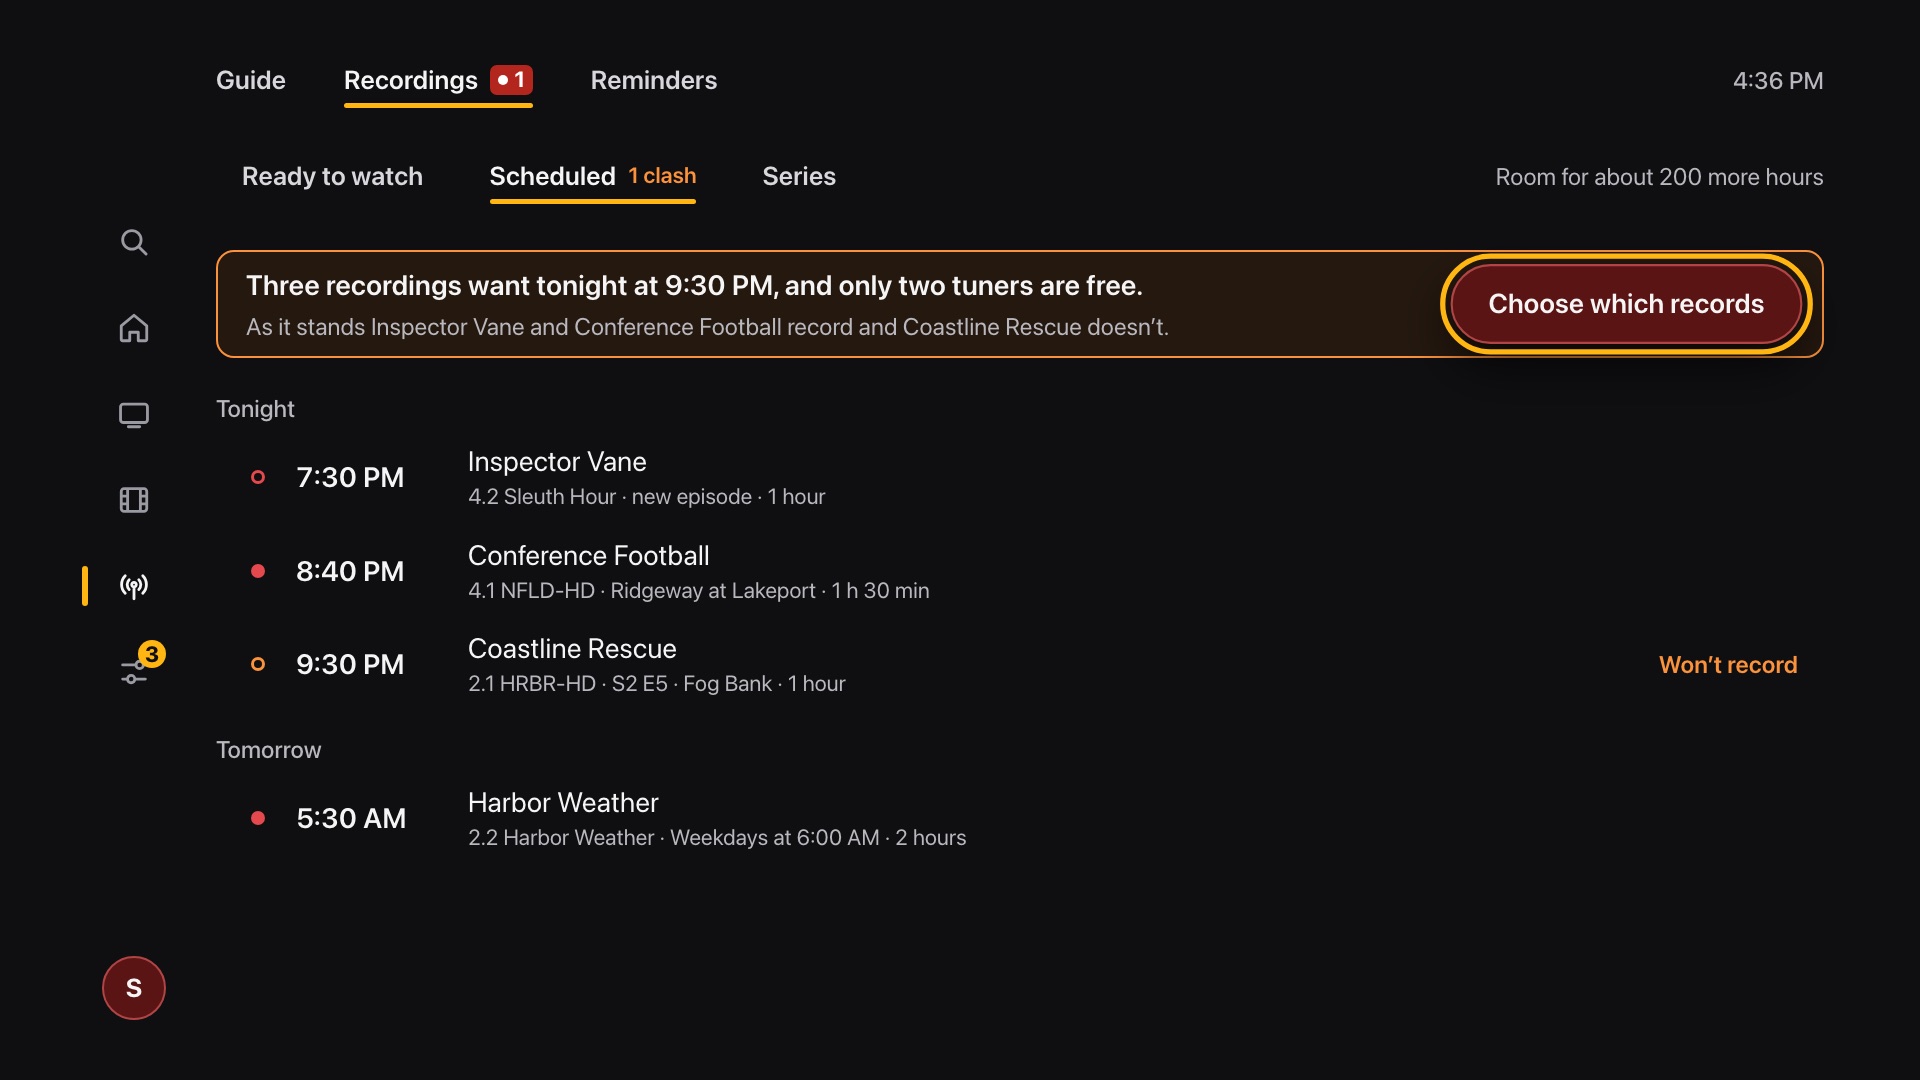 Guide
Recordings 1
Reminders
4:36 PM
Ready to watch
Scheduled 1 clash
Series
Room for about 200 more hours
Three recordings want tonight at 9:30 PM, and only two tuners are free.
As it stands Inspector Vane and Conference Football record and Coastline Rescue doesn’t.
Choose which records
Tonight
7:30 PM
Inspector Vane
4.2 Sleuth Hour · new episode · 1 hour
8:40 PM
Conference Football
4.1 NFLD-HD · Ridgeway at Lakeport · 1 h 30 min
9:30 PM
Coastline Rescue
2.1 HRBR-HD · S2 E5 · Fog Bank · 1 hour
Won’t record
3
Tomorrow
5:30 AM
Harbor Weather
2.2 Harbor Weather · Weekdays at 6:00 AM · 2 hours
S